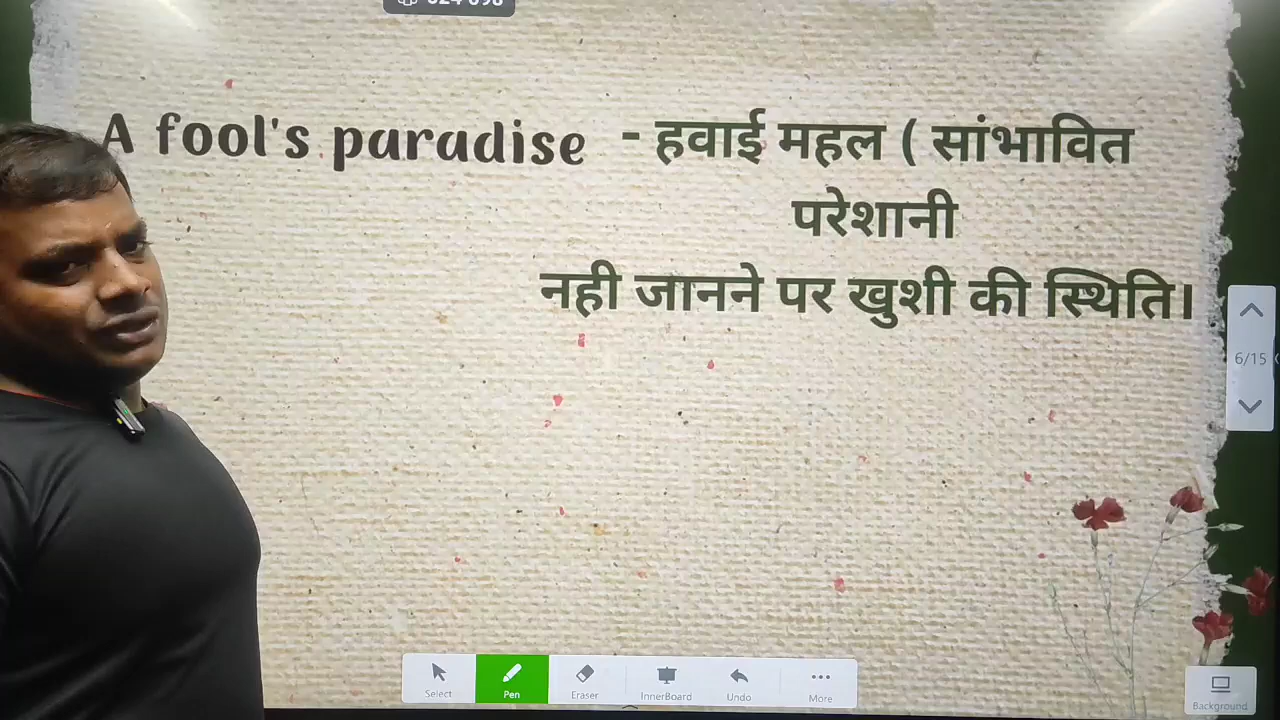 A fool's paradise - हवाई महल ( सांभावित
परेशानी
नही जानने पर खुशी की स्थिति।
6/15
Select
Pen
Eraser
InnerBoard
Undo
More
Background